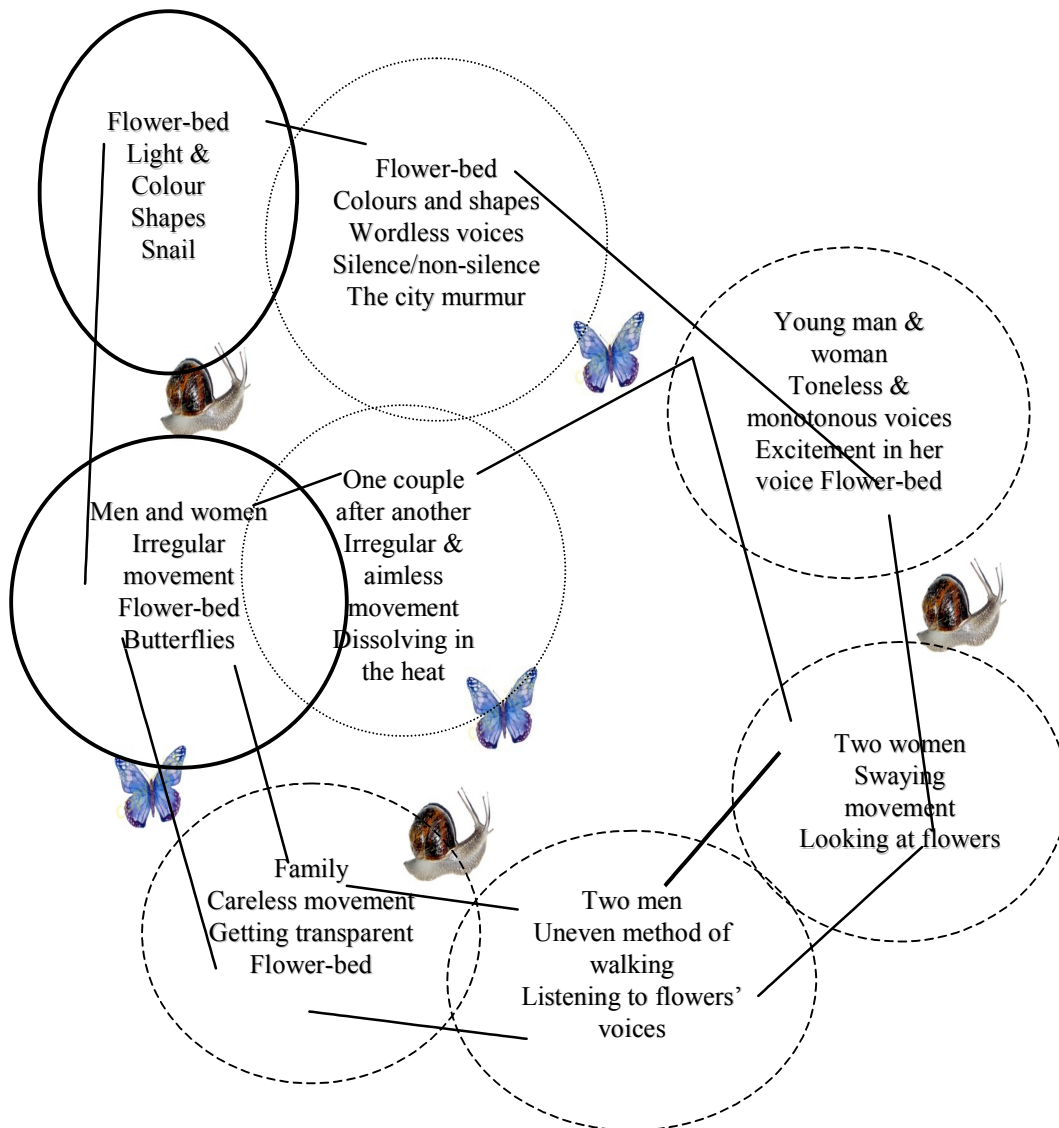 Flower-bed
Light &
Colour
Shapes
Snail
Flower-bed
Colours and shapes
Wordless voices
Silence/non-silence
The city murmur
Young man &
woman
Toneless &
monotonous voices
Excitement in her
voice Flower-bed
Men and women
Irregular
movement
Flower-bed
Butterflies
One couple
after another
Irregular &
aimless
movement
Dissolving in
the heat
Two women
Swaying
movement
Looking at flowers
Family
Careless movement
Getting transparent
Flower-bed
Two men
Uneven method of
walking
Listening to flowers’
voices